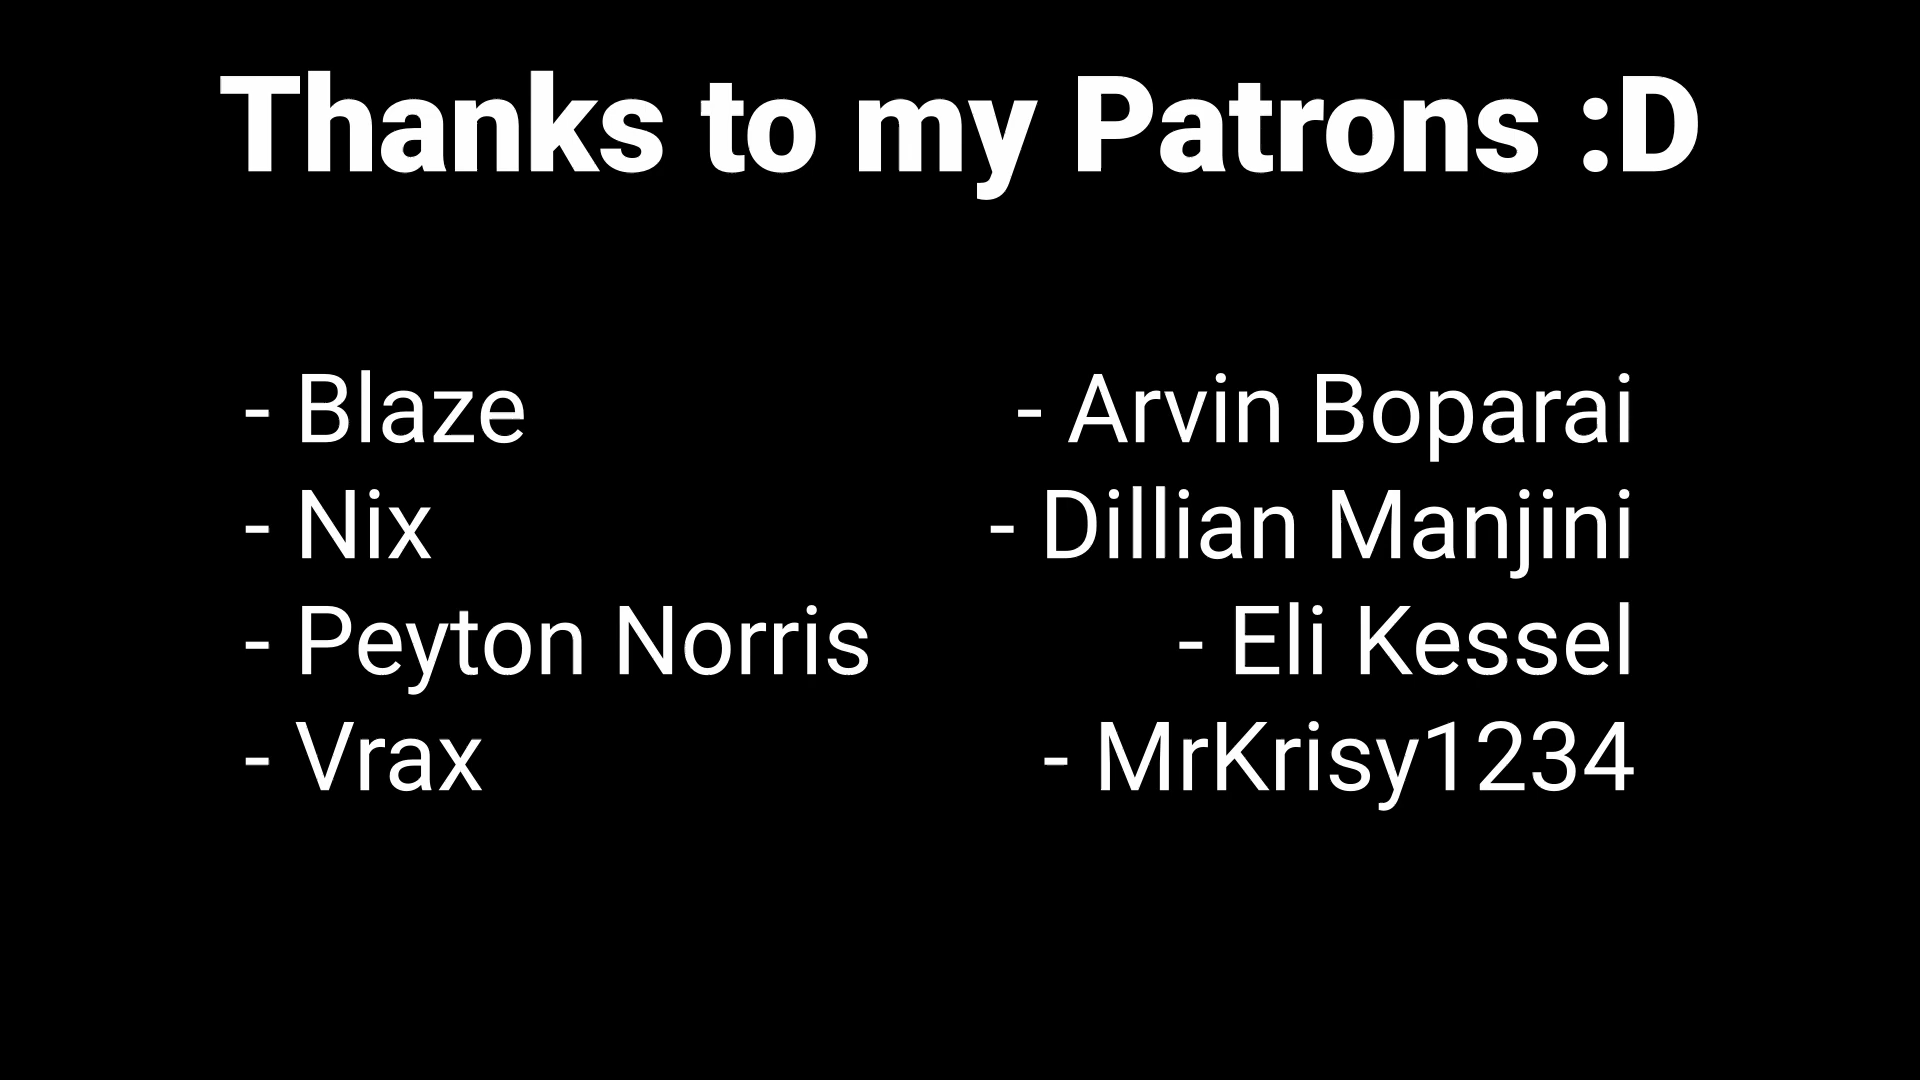 Thanks to my Patrons :D
- Blaze
- Nix
- Peyton Norris
- Vrax
- Arvin Boparai
- Dillian Manjini
- Eli Kessel
- MrKrisy1234